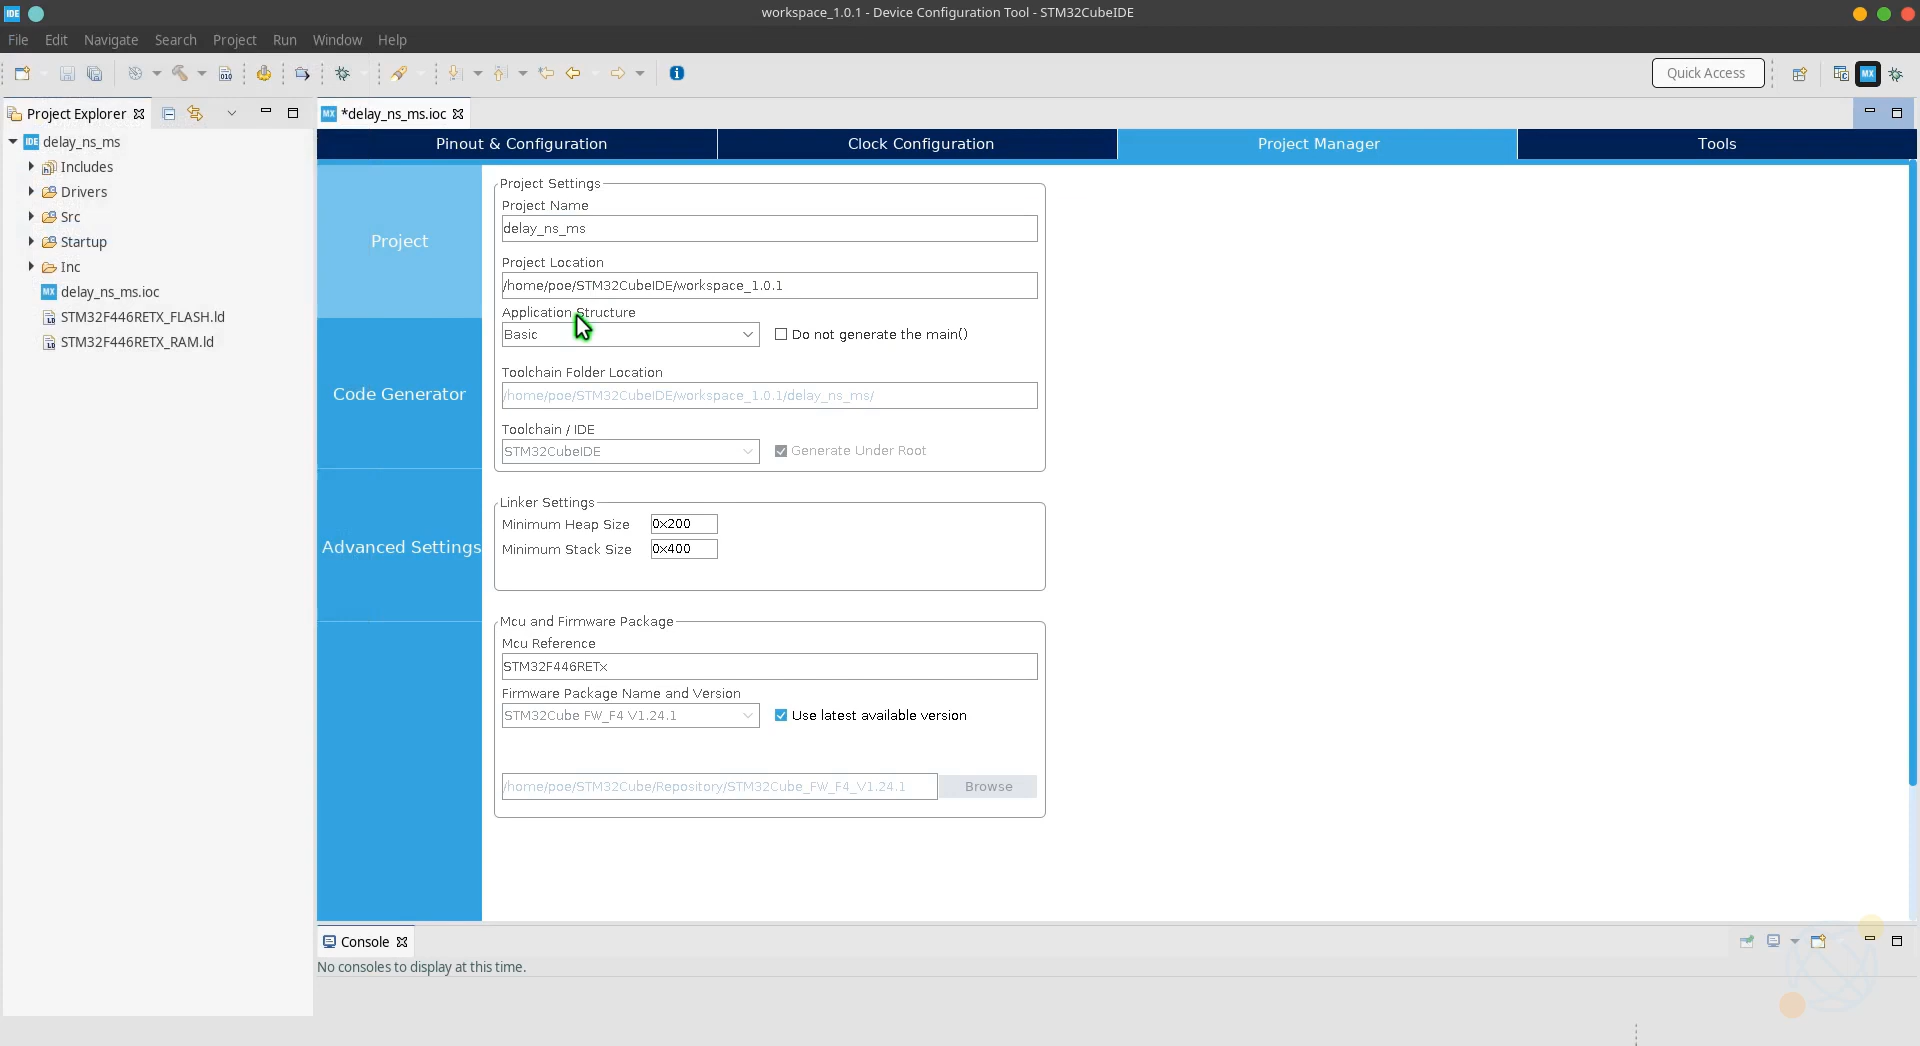 IDE
workspace_1.0.1 - Device Configuration Tool - STM32CubeIDE
File Edit Navigate Search Project Run Window Help
010
Quick Access
MX
Project Explorer
MX *delay_ns_ms.ioc
Pinout & Configuration
Clock Configuration
Project Manager
Tools
IDE delay_ns_ms
Includes
Drivers
Src
Startup
Inc
MX delay_ns_ms.ioc
STM32F446RETX_FLASH.ld
STM32F446RETX_RAM.ld
Project
Code Generator
Advanced Settings
Project Settings
Project Name
delay_ns_ms
Project Location
/home/poe/STM32CubeIDE/workspace_1.0.1
Application Structure
Basic
Do not generate the main()
Toolchain Folder Location
/home/poe/STM32CubeIDE/workspace_1.0.1/delay_ns_ms/
Toolchain / IDE
STM32CubeIDE
Generate Under Root
Linker Settings
Minimum Heap Size 0x200
Minimum Stack Size 0x400
Mcu and Firmware Package
Mcu Reference
STM32F446RETx
Firmware Package Name and Version
STM32Cube FW_F4 V1.24.1
Use latest available version
/home/poe/STM32Cube/Repository/STM32Cube_FW_F4_V1.24.1
Browse
Console
No consoles to display at this time.